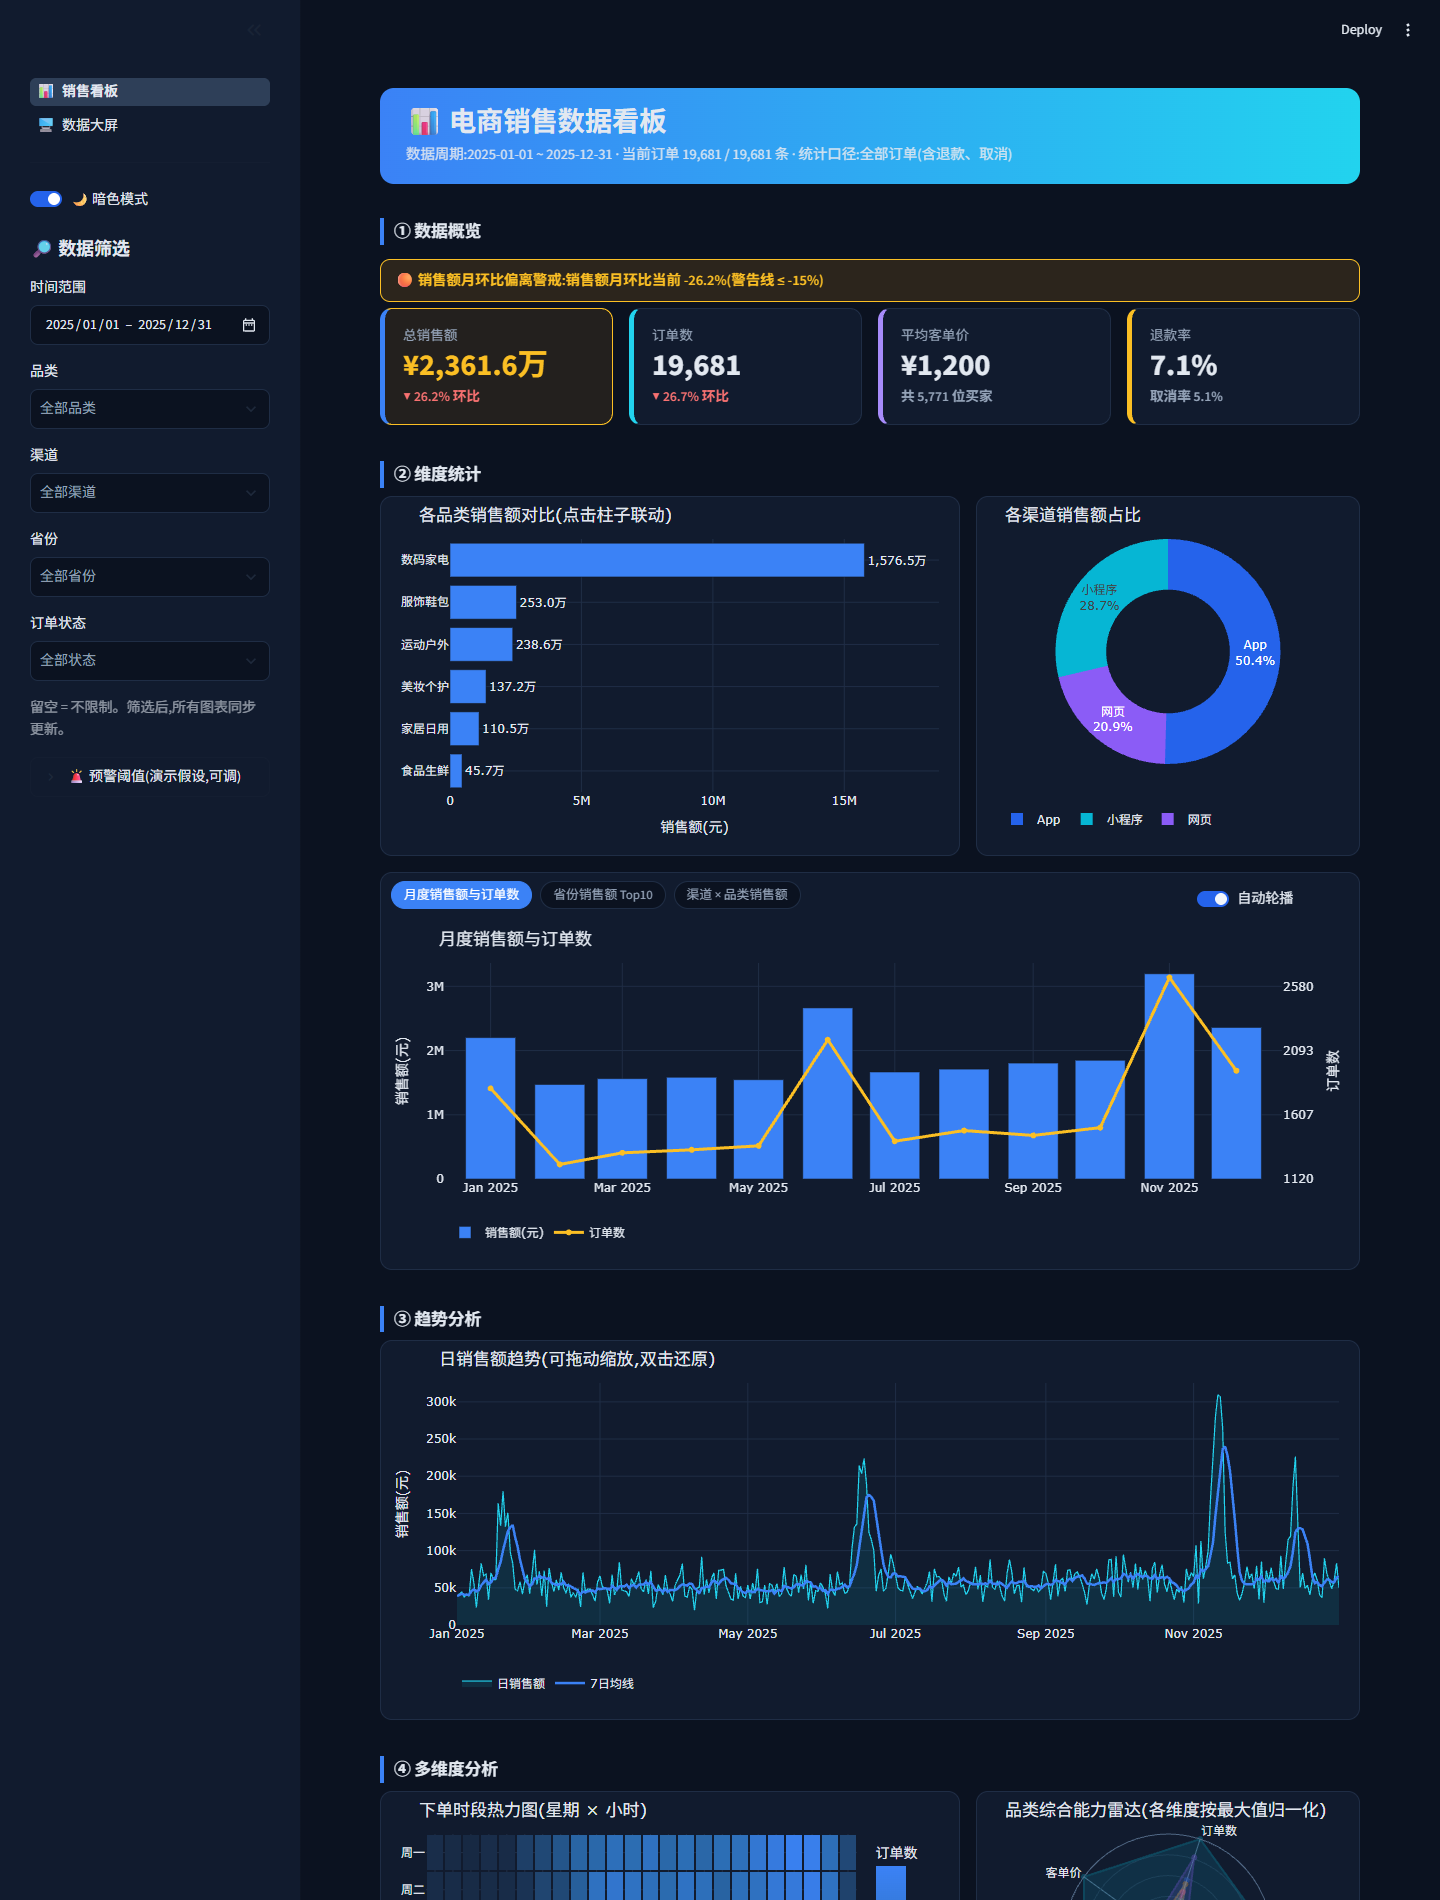 Deploy
销售看板
数据大屏
暗色模式
数据筛选
时间范围
2025/01/01 – 2025/12/31
品类
全部品类
渠道
全部渠道
省份
全部省份
订单状态
全部状态
留空 = 不限制。筛选后,所有图表同步
更新。
预警阈值(演示假设,可调)
电商销售数据看板
数据周期:2025-01-01 ~ 2025-12-31 · 当前订单 19,681 / 19,681 条 · 统计口径:全部订单(含退款、取消)
① 数据概览
销售额月环比偏离警戒:销售额月环比当前 -26.2%(警告线 ≤ -15%)
总销售额
¥2,361.6万
▼ 26.2% 环比
订单数
19,681
▼ 26.7% 环比
平均客单价
¥1,200
共 5,771 位买家
退款率
7.1%
取消率 5.1%
② 维度统计
各品类销售额对比(点击柱子联动)
数码家电
1,576.5万
服饰鞋包
253.0万
运动户外
238.6万
美妆个护
137.2万
家居日用
110.5万
食品生鲜
45.7万
0
5M
10M
15M
销售额(元)
各渠道销售额占比
小程序
28.7%
App
50.4%
网页
20.9%
App
小程序
网页
月度销售额与订单数
省份销售额 Top10
渠道 × 品类销售额
自动轮播
月度销售额与订单数
3M
2M
1M
0
销售额(元)
2580
2093
1607
1120
订单数
Jan 2025
Mar 2025
May 2025
Jul 2025
Sep 2025
Nov 2025
销售额(元)
订单数
③ 趋势分析
日销售额趋势(可拖动缩放,双击还原)
300k
250k
200k
150k
100k
50k
0
销售额(元)
Jan 2025
Mar 2025
May 2025
Jul 2025
Sep 2025
Nov 2025
日销售额
7日均线
④ 多维度分析
下单时段热力图(星期 × 小时)
周一
周二
订单数
品类综合能力雷达(各维度按最大值归一化)
订单数
客单价